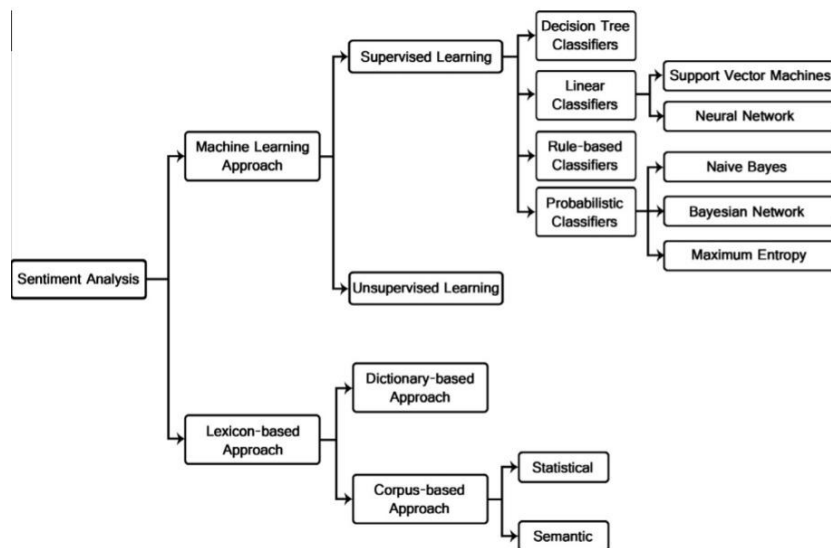 Sentiment Analysis
Machine Learning
Approach
Lexicon-based
Approach
Supervised Learning
Unsupervised Learning
Dictionary-based
Approach
Corpus-based
Approach
Decision Tree
Classifiers
Linear
Classifiers
Rule-based
Classifiers
Probabilistic
Classifiers
Support Vector Machines
Neural Network
Naive Bayes
Bayesian Network
Maximum Entropy
Statistical
Semantic